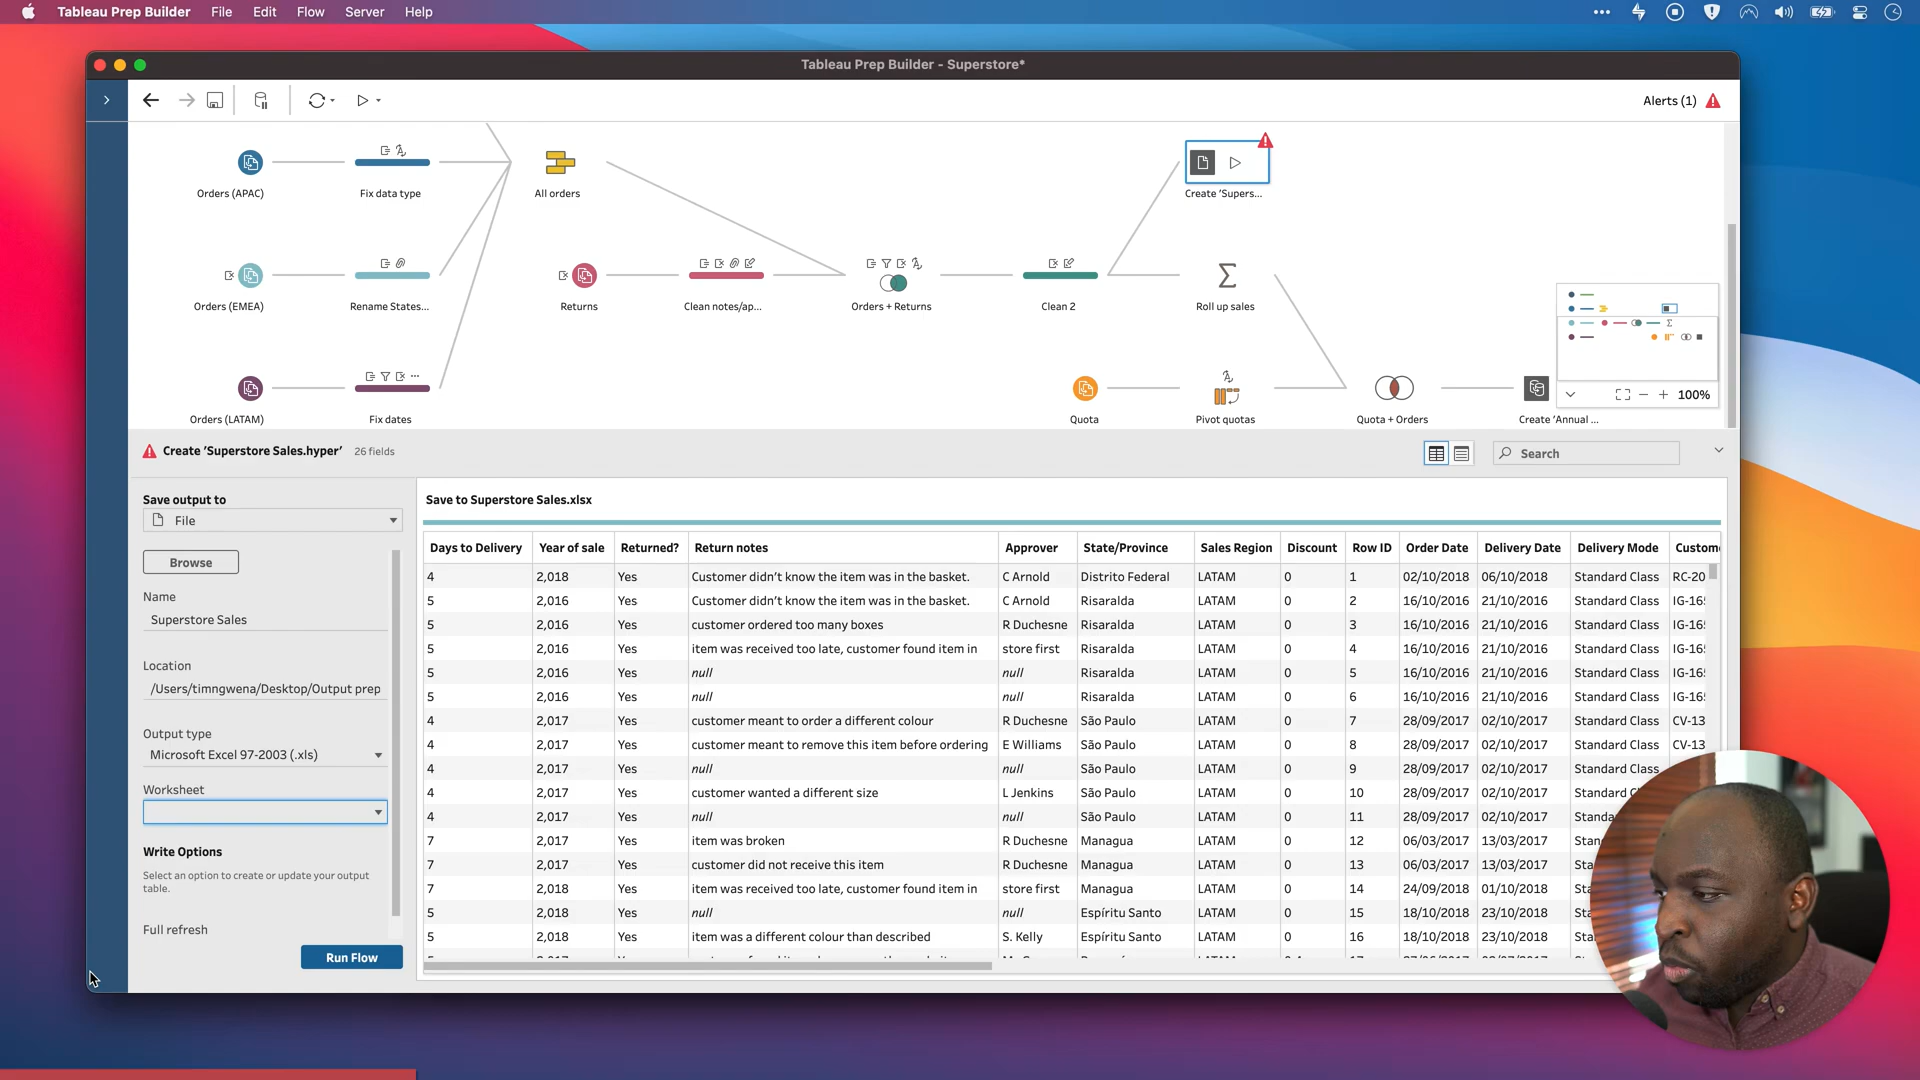 Tableau Prep Builder File Edit Flow Server Help
Tableau Prep Builder - Superstore*
Alerts (1)
Orders (APAC) Fix data type All orders Create 'Supers...
Orders (EMEA) Rename States... Returns Clean notes/ap... Orders + Returns Clean 2 Roll up sales
100%
Orders (LATAM) Fix dates Quota Pivot quotas Quota + Orders Create 'Annual ...
Create 'Superstore Sales.hyper' 26 fields Search
Save output to
File
Browse
Name
Superstore Sales
Location
/Users/timngwena/Desktop/Output prep
Output type
Microsoft Excel 97-2003 (.xls)
Worksheet
Write Options
Select an option to create or update your output
table.
Full refresh
Run Flow
Save to Superstore Sales.xlsx
Days to Delivery Year of sale Returned? Return notes Approver State/Province Sales Region Discount Row ID Order Date Delivery Date Delivery Mode Custom
4 2,018 Yes Customer didn't know the item was in the basket. C Arnold Distrito Federal LATAM 0 1 02/10/2018 06/10/2018 Standard Class RC-20
5 2,016 Yes Customer didn't know the item was in the basket. C Arnold Risaralda LATAM 0 2 16/10/2016 21/10/2016 Standard Class IG-16
5 2,016 Yes customer ordered too many boxes R Duchesne Risaralda LATAM 0 3 16/10/2016 21/10/2016 Standard Class IG-16
5 2,016 Yes item was received too late, customer found item in store first Risaralda LATAM 0 4 16/10/2016 21/10/2016 Standard Class IG-16
5 2,016 Yes null null Risaralda LATAM 0 5 16/10/2016 21/10/2016 Standard Class IG-16
5 2,016 Yes null null Risaralda LATAM 0 6 16/10/2016 21/10/2016 Standard Class IG-16
4 2,017 Yes customer meant to order a different colour R Duchesne São Paulo LATAM 0 7 28/09/2017 02/10/2017 Standard Class CV-13
4 2,017 Yes customer meant to remove this item before ordering E Williams São Paulo LATAM 0 8 28/09/2017 02/10/2017 Standard Class CV-13
4 2,017 Yes null null São Paulo LATAM 0 9 28/09/2017 02/10/2017 Standard Class
4 2,017 Yes customer wanted a different size L Jenkins São Paulo LATAM 0 10 28/09/2017 02/10/2017 Standard
4 2,017 Yes null null São Paulo LATAM 0 11 28/09/2017 02/10/2017 Standa
7 2,017 Yes item was broken R Duchesne Managua LATAM 0 12 06/03/2017 13/03/2017 Stan
7 2,017 Yes customer did not receive this item R Duchesne Managua LATAM 0 13 06/03/2017 13/03/2017 Sta
7 2,018 Yes item was received too late, customer found item in store first Managua LATAM 0 14 24/09/2018 01/10/2018 Sta
5 2,018 Yes null null Espíritu Santo LATAM 0 15 18/10/2018 23/10/2018 Sta
5 2,018 Yes item was a different colour than described S. Kelly Espíritu Santo LATAM 0 16 18/10/2018 23/10/2018 Sta